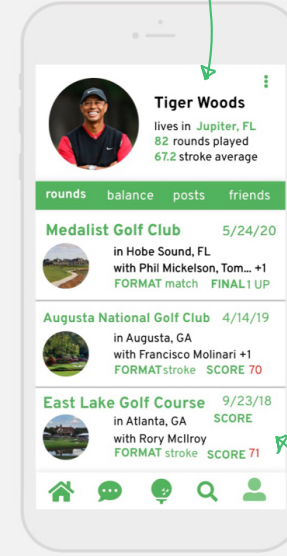 Tiger Woods
lives in Jupiter, FL
82 rounds played
67.2 stroke average
rounds balance posts friends
Medalist Golf Club 5/24/20
in Hobe Sound, FL
with Phil Mickelson, Tom... +1
FORMAT match FINAL 1 UP
Augusta National Golf Club 4/14/19
in Augusta, GA
with Francisco Molinari +1
FORMAT stroke SCORE 70
East Lake Golf Course 9/23/18
in Atlanta, GA SCORE
with Rory McIlroy
FORMAT stroke SCORE 71